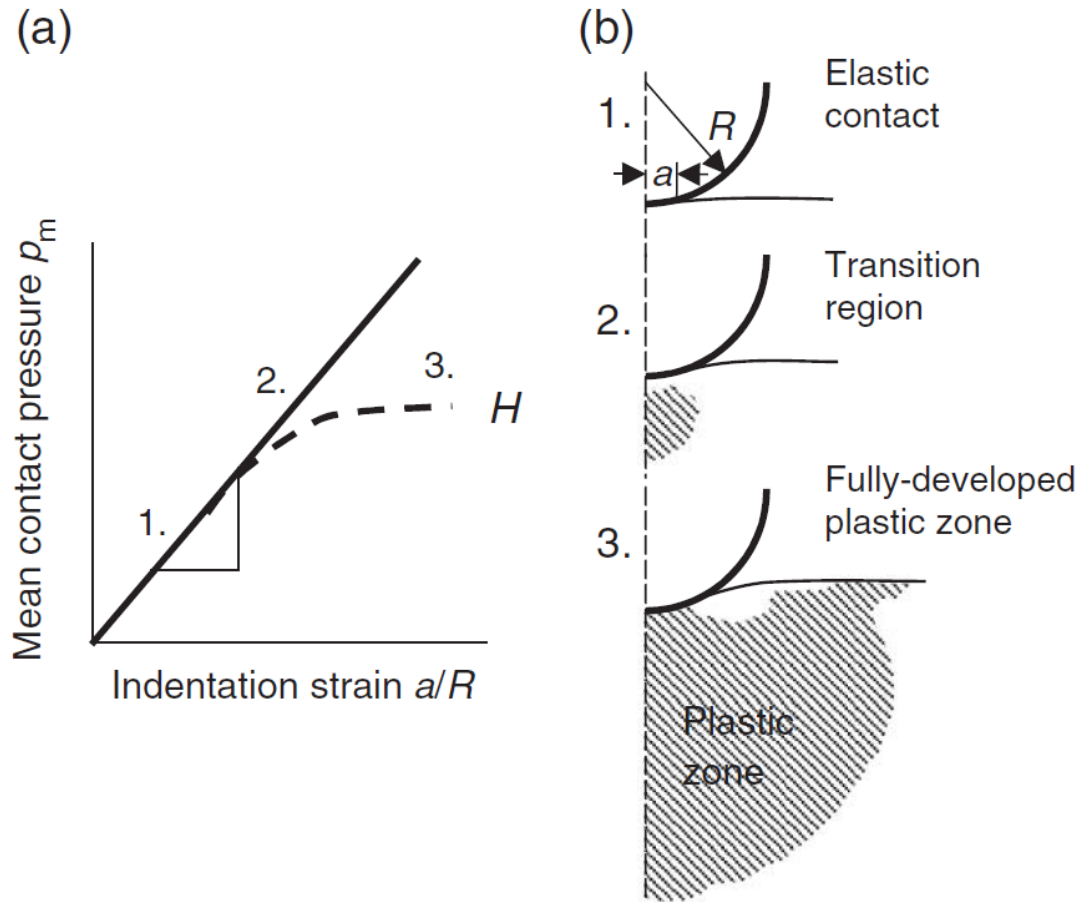 (a)
Mean contact pressure pm
1.
2.
3.
H
Indentation strain a/R
(b)
1.
R
a
Elastic
contact
2.
Transition
region
3.
Fully-developed
plastic zone
Plastic
zone